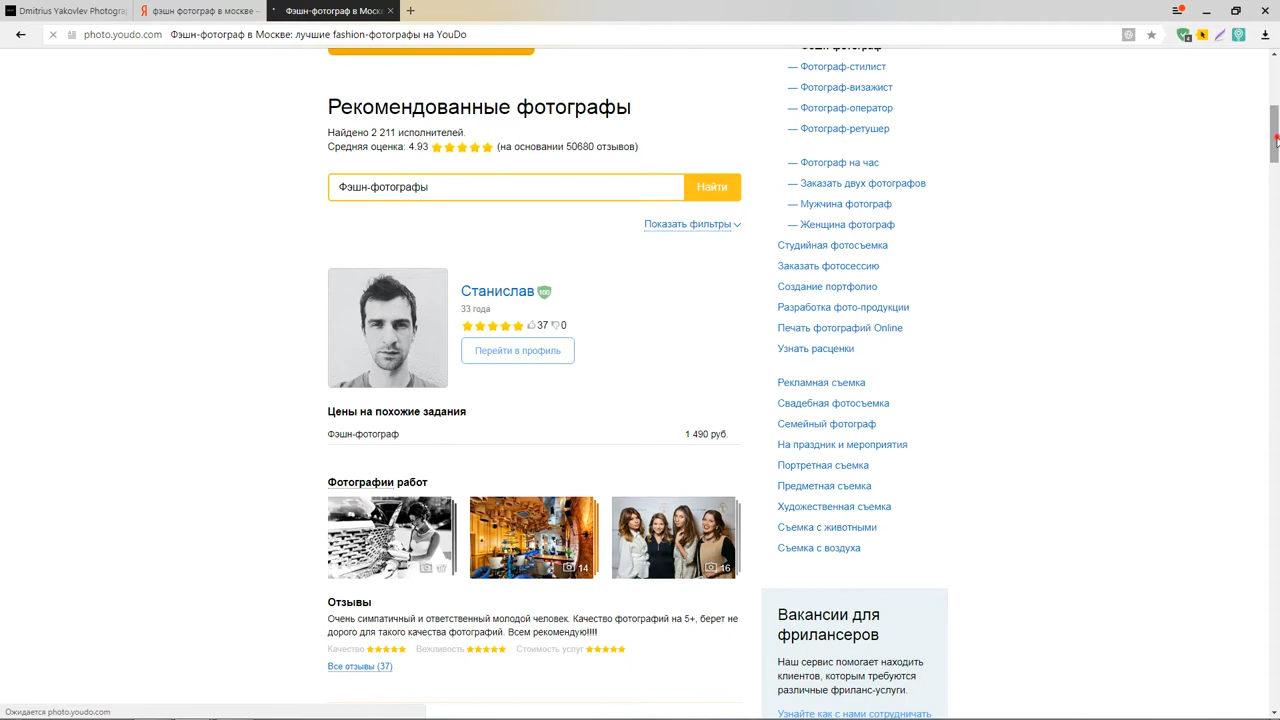 Dmitrius Yakovlev Photograp
фэшн фотограф в москве —
Фэшн-фотограф в Моск
photo.youdo.com Фэшн-фотограф в Москве: лучшие fashion-фотографы на YouDo
Рекомендованные фотографы
Найдено 2 211 исполнителей.
Средняя оценка: 4.93 (на основании 50680 отзывов)
Фэшн-фотографы
Найти
Показать фильтры
Станислав
33 года
37 0
Перейти в профиль
Цены на похожие задания
Фэшн-фотограф 1 490 руб.
Фотографии работ
17
14
16
Отзывы
Очень симпатичный и ответственный молодой человек. Качество фотографий на 5+, берет не
дорого для такого качества фотографий. Всем рекомендую!!!!
Качество Вежливость Стоимость услуг
Все отзывы (37)
Фэшн-фотограф
— Фотограф-стилист
— Фотограф-визажист
— Фотограф-оператор
— Фотограф-ретушер
— Фотограф на час
— Заказать двух фотографов
— Мужчина фотограф
— Женщина фотограф
Студийная фотосъемка
Заказать фотосессию
Создание портфолио
Разработка фото-продукции
Печать фотографий Online
Узнать расценки
Рекламная съемка
Свадебная фотосъемка
Семейный фотограф
На праздник и мероприятия
Портретная съемка
Предметная съемка
Художественная съемка
Съемка с животными
Съемка с воздуха
Вакансии для
фрилансеров
Наш сервис помогает находить
клиентов, которым требуются
различные фриланс-услуги.
Узнайте как с нами сотрудничать
Ожидается photo.youdo.com